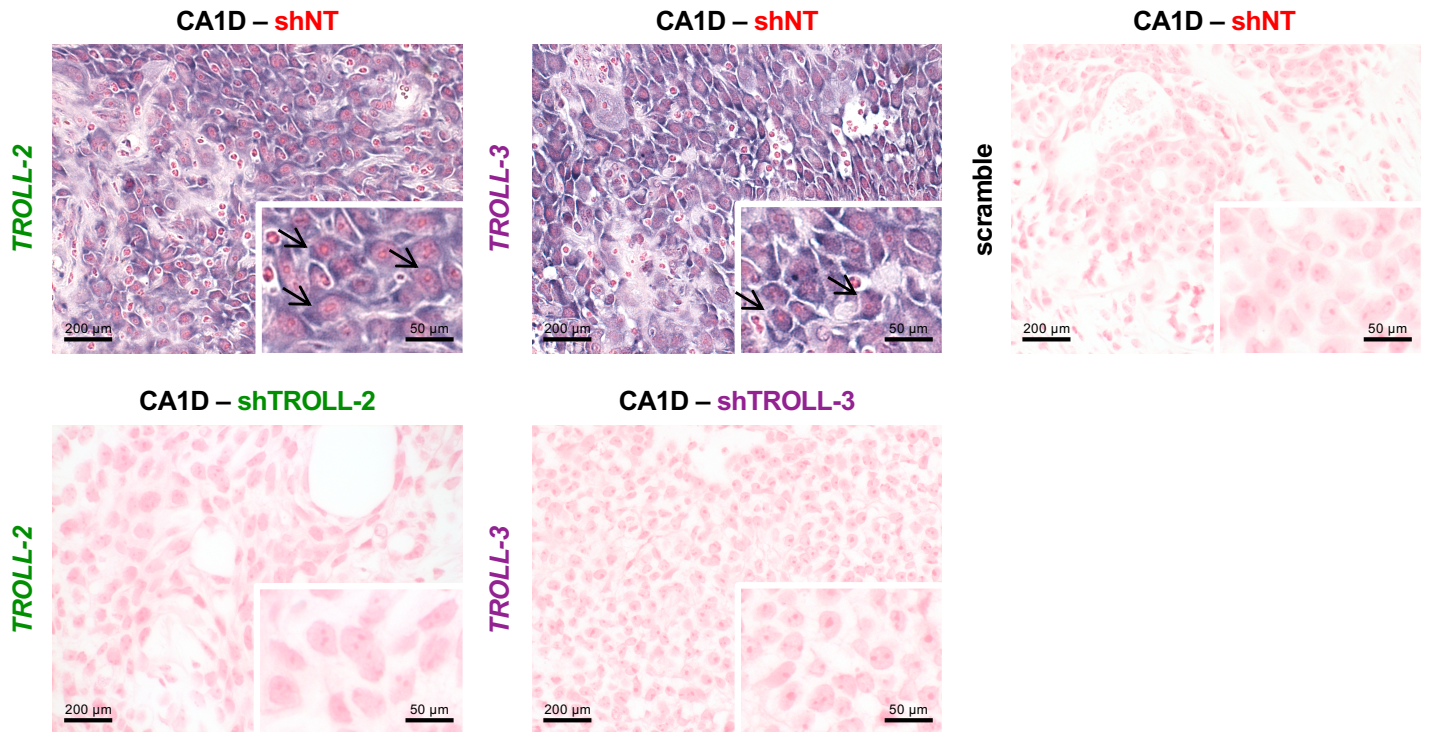 CA1D – shNT
CA1D – shNT
CA1D – shNT
TROLL-2
TROLL-3
scramble
200 µm
50 µm
200 µm
50 µm
200 µm
50 µm
CA1D – shTROLL-2
CA1D – shTROLL-3
TROLL-2
TROLL-3
200 µm
50 µm
200 µm
50 µm